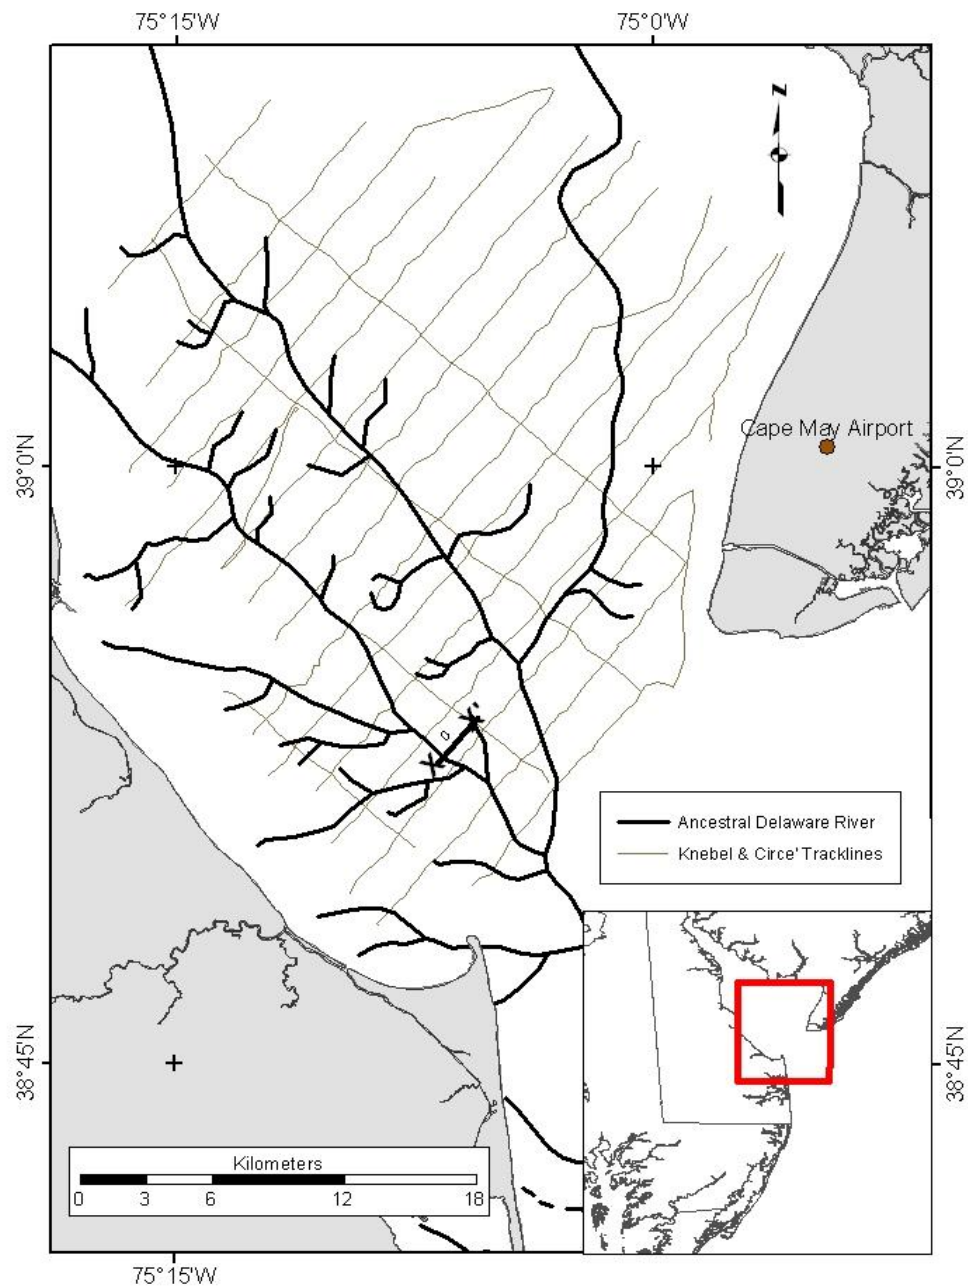 75°15'W
75°0'W
N
Cape May Airport
39°0'N
39°0'N
X'
X
Ancestral Delaware River
Knebel & Circe' Tracklines
38°45'N
38°45'N
Kilometers
0 3 6 12 18
75°15'W